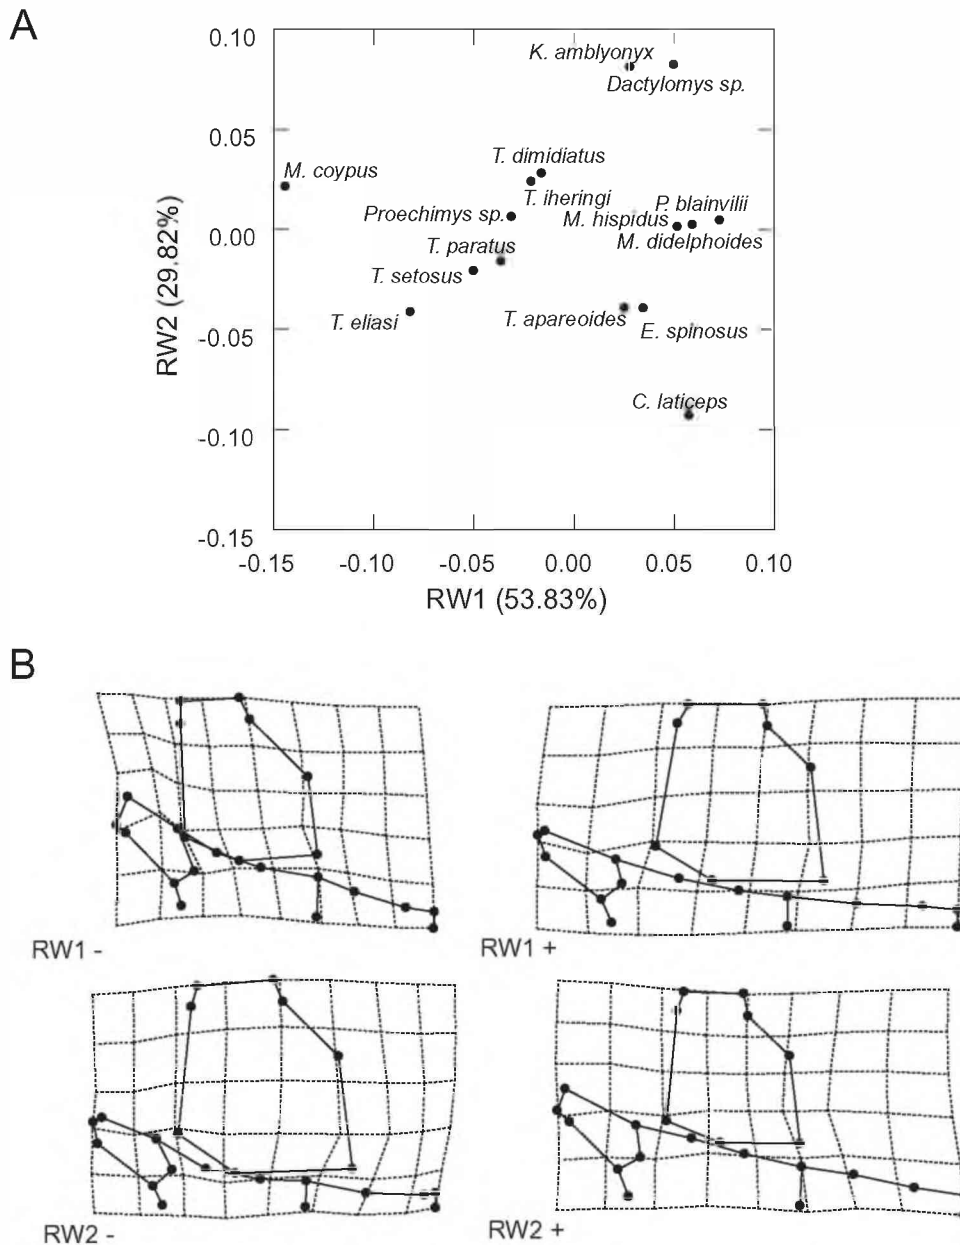 A
0.10
0.05
0.00
-0.05
-0.10
-0.15
RW2 (29.82%)
K. amblyonyx
Dactylomys sp.
T. dimidiatus
M. coypus
T. iheringi
P. blainvilii
Proechimys sp.
M. hispidus
M. didelphoides
T. paratus
T. setosus
T. eliasi
T. apareoides
E. spinosus
C. laticeps
-0.15 -0.10 -0.05 0.00 0.05 0.10
RW1 (53.83%)
B
RW1 - RW1 +
RW2 - RW2 +